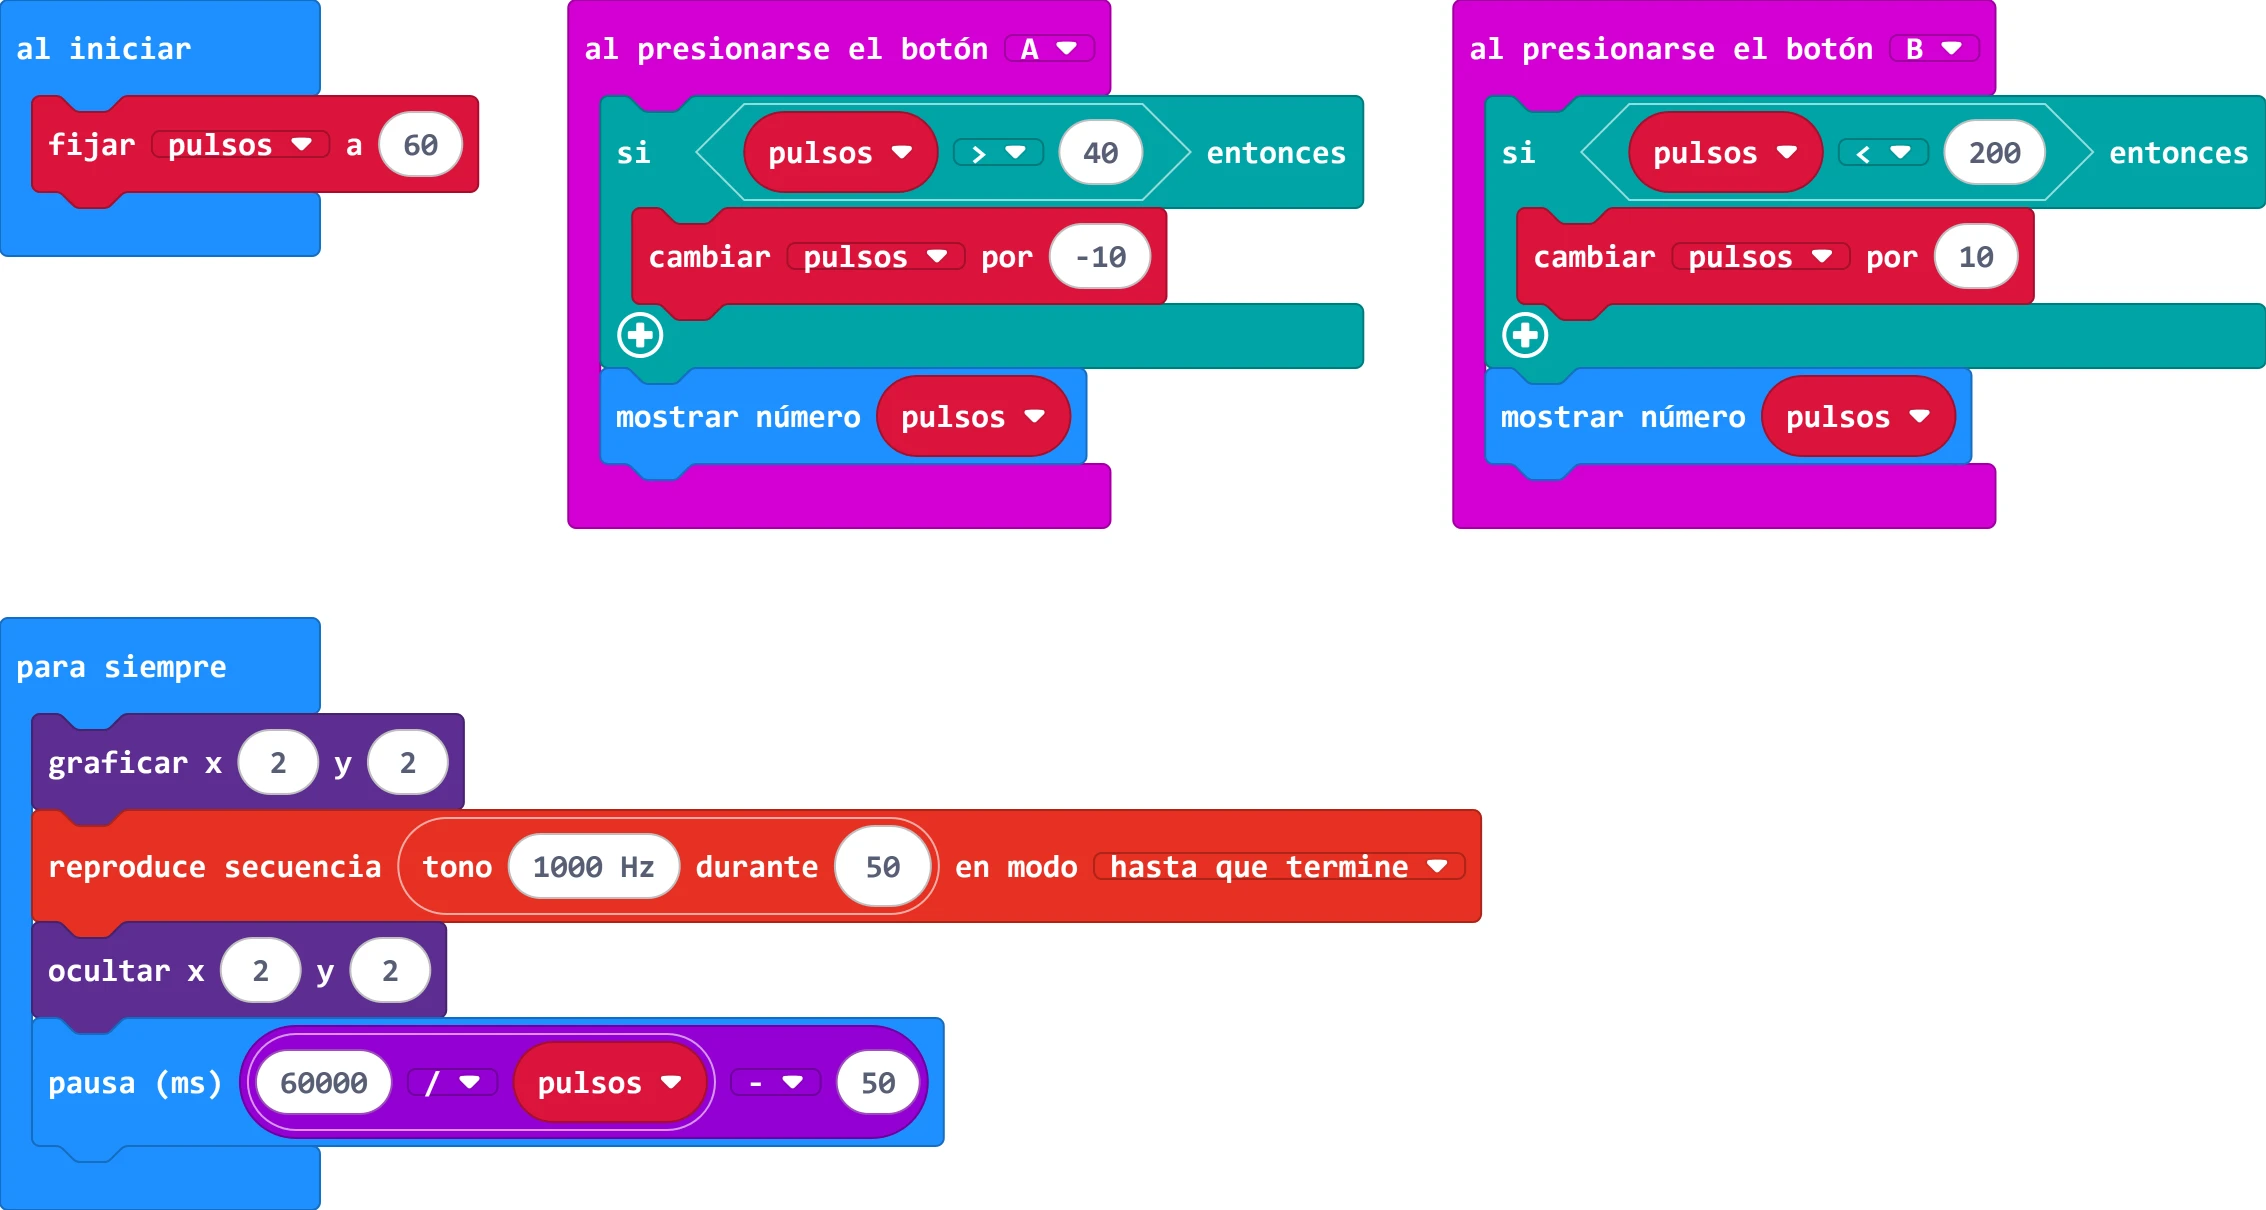 al iniciar
fijar pulsos a 60
al presionarse el botón A
si pulsos > 40 entonces
cambiar pulsos por -10
mostrar número pulsos
al presionarse el botón B
si pulsos < 200 entonces
cambiar pulsos por 10
mostrar número pulsos
para siempre
graficar x 2 y 2
reproduce secuencia tono 1000 Hz durante 50 en modo hasta que termine
ocultar x 2 y 2
pausa (ms) 60000 / pulsos - 50